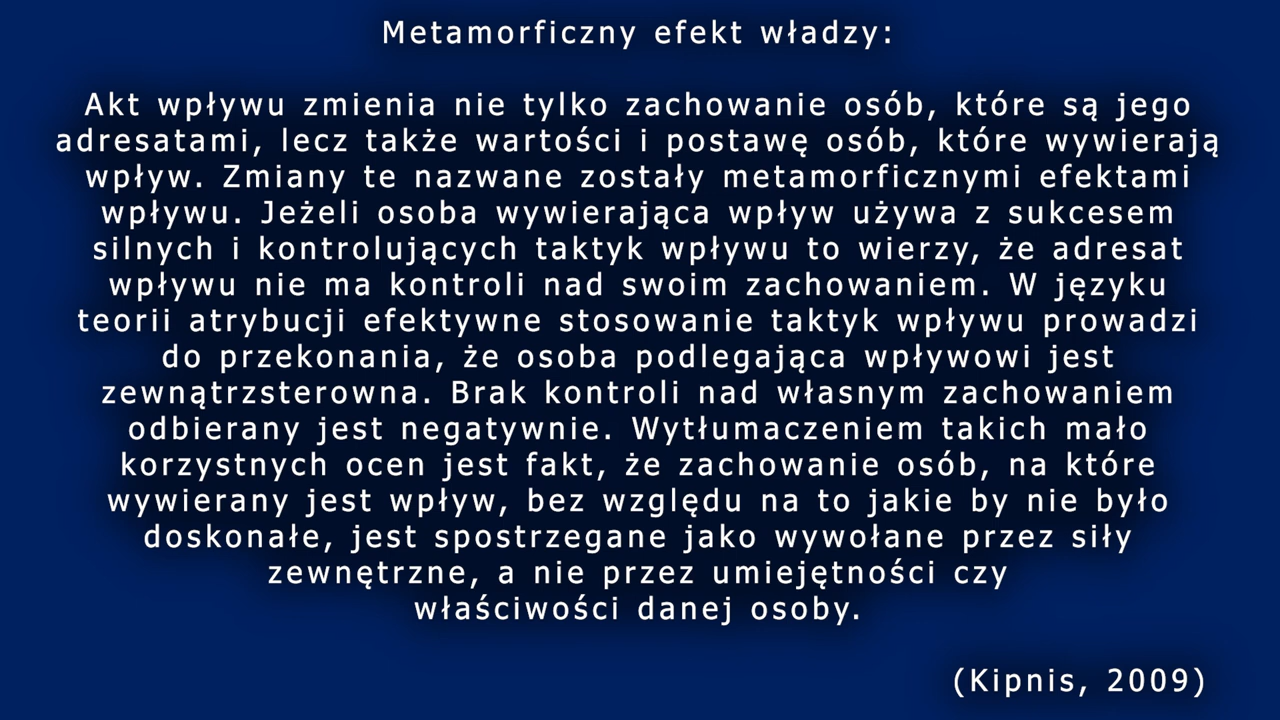 Metamorficzny efekt władzy:
Akt wpływu zmienia nie tylko zachowanie osób, które są jego
adresatami, lecz także wartości i postawę osób, które wywierają
wpływ. Zmiany te nazwane zostały metamorficznymi efektami
wpływu. Jeżeli osoba wywierająca wpływ używa z sukcesem
silnych i kontrolujących taktyk wpływu to wierzy, że adresat
wpływu nie ma kontroli nad swoim zachowaniem. W języku
teorii atrybucji efektywne stosowanie taktyk wpływu prowadzi
do przekonania, że osoba podlegająca wpływowi jest
zewnątrzsterowna. Brak kontroli nad własnym zachowaniem
odbierany jest negatywnie. Wytłumaczeniem takich mało
korzystnych ocen jest fakt, że zachowanie osób, na które
wywierany jest wpływ, bez względu na to jakie by nie było
doskonałe, jest spostrzegane jako wywołane przez siły
zewnętrzne, a nie przez umiejętności czy
właściwości danej osoby.
(Kipnis, 2009)